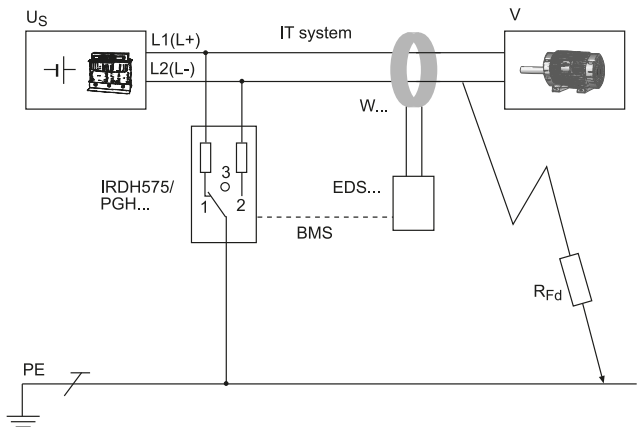 U_S
V
L1(L+)
IT system
L2(L-)
W...
IRDH575/
PGH...
3
1
2
EDS...
BMS
R_Fd
PE